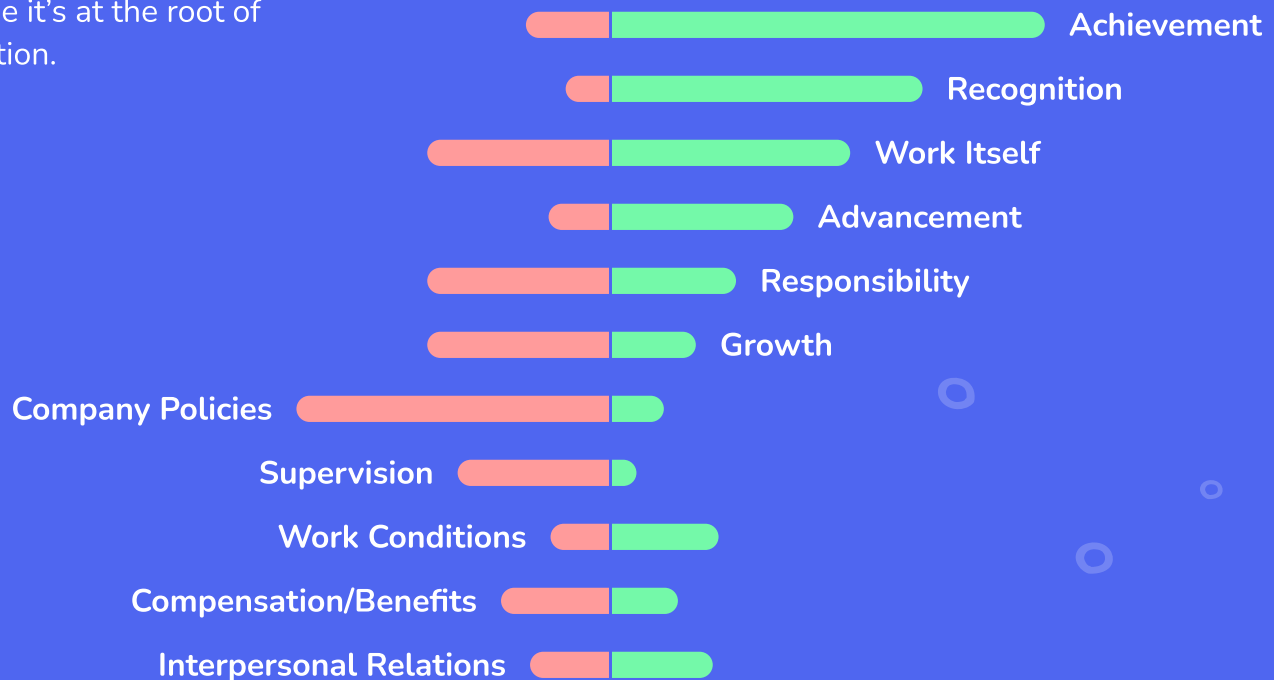 e it's at the root of
tion.
Achievement
Recognition
Work Itself
Advancement
Responsibility
Growth
Company Policies
Supervision
Work Conditions
Compensation/Benefits
Interpersonal Relations